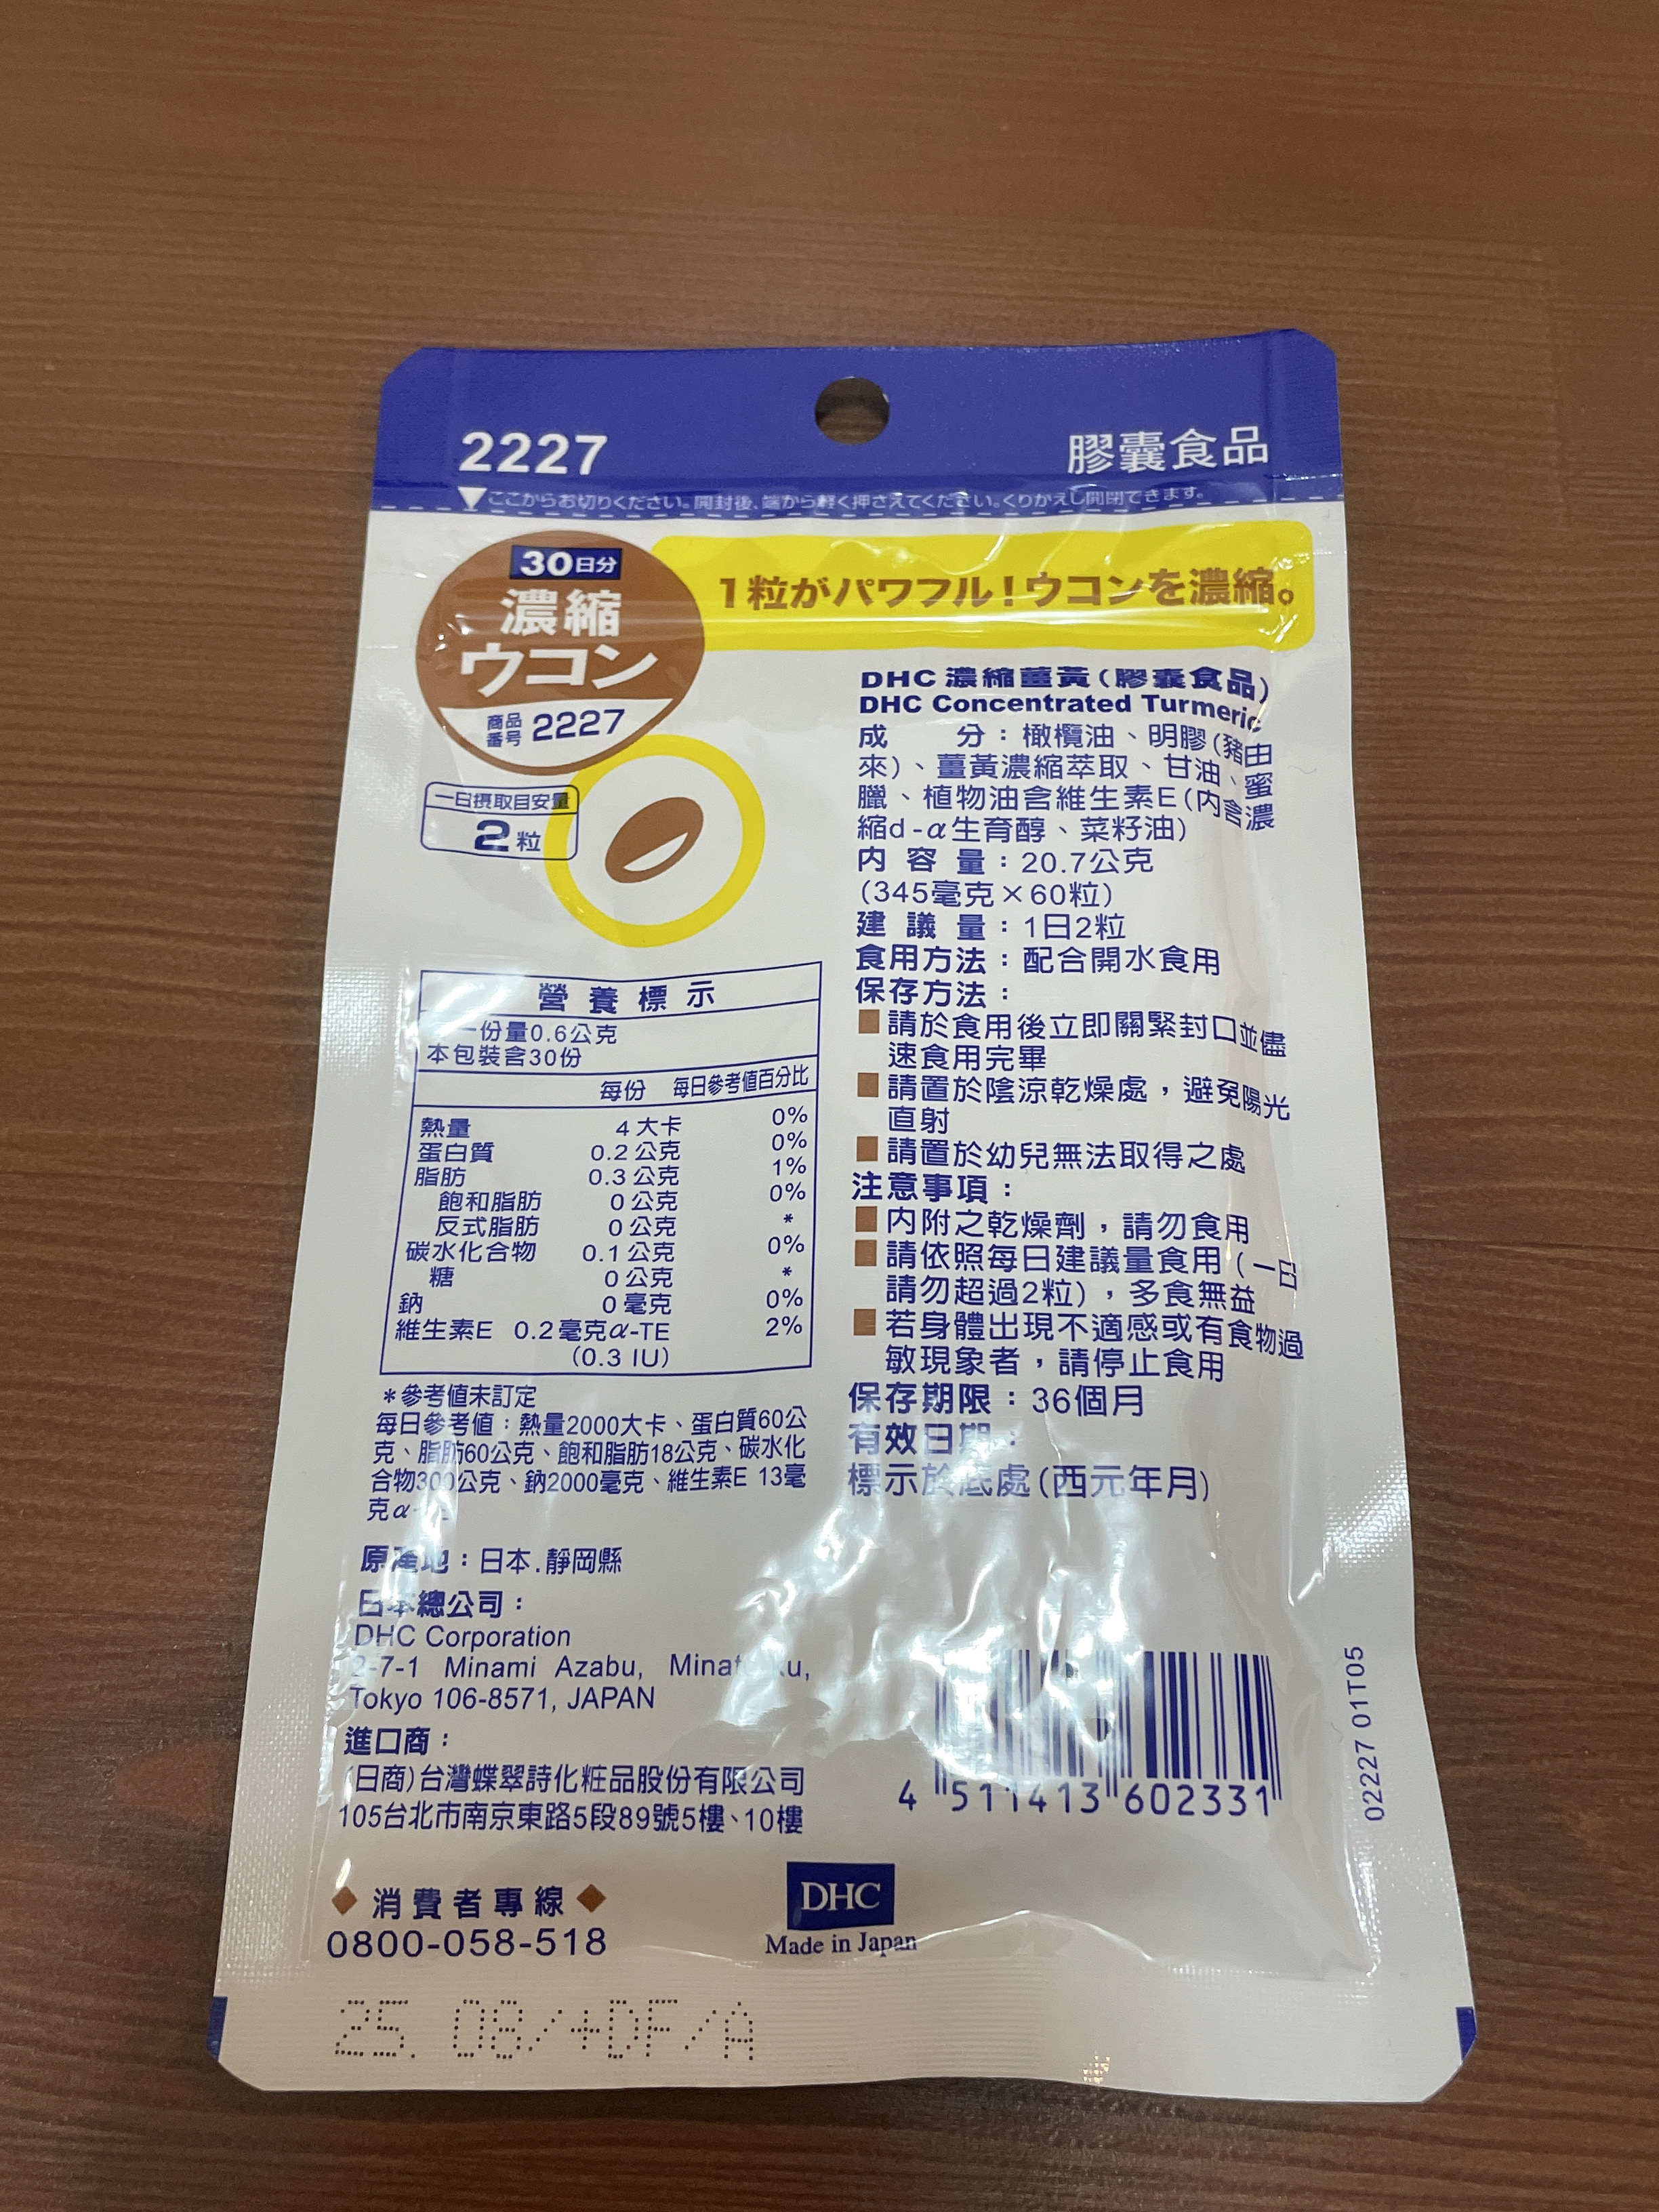 2227
膠囊食品
▼ここからお切りください。開封後、端から軽く押さえてください。くりかえし開閉できます。
30日分
濃縮
ウコン
商品番号 2227
1粒がパワフル!ウコンを濃縮。
一日摂取目安量
2粒
DHC 濃縮薑黃(膠囊食品)
DHC Concentrated Turmeric
成分:橄欖油、明膠(豬由
來)、薑黃濃縮萃取、甘油、蜜
臘、植物油含維生素E(內含濃
縮d-α生育醇、菜籽油)
內容量:20.7公克
(345毫克×60粒)
建議量:1日2粒
食用方法:配合開水食用
保存方法:
■請於食用後立即關緊封口並儘
速食用完畢
■請置於陰涼乾燥處,避免陽光
直射
■請置於幼兒無法取得之處
注意事項:
■內附之乾燥劑,請勿食用
■請依照每日建議量食用(一日
請勿超過2粒),多食無益
■若身體出現不適感或有食物過
敏現象者,請停止食用
保存期限:36個月
有效日期:
標示於底處(西元年月)
營養標示
一份量0.6公克
本包裝含30份
每份 每日參考值百分比
熱量 4大卡 0%
蛋白質 0.2公克 0%
脂肪 0.3公克 1%
飽和脂肪 0公克 0%
反式脂肪 0公克 *
碳水化合物 0.1公克 0%
糖 0公克 *
鈉 0毫克 0%
維生素E 0.2毫克α-TE 2%
(0.3 IU)
*參考值未訂定
每日參考值:熱量2000大卡、蛋白質60公
克、脂肪60公克、飽和脂肪18公克、碳水化
合物300公克、鈉2000毫克、維生素E 13毫
克α
原產地:日本.靜岡縣
日本總公司:
DHC Corporation
2-7-1 Minami Azabu,
Tokyo 106-8571, JAPAN
進口商:
(日商)台灣蝶翠詩化粧品股份有限公司
105台北市南京東路5段89號5樓、10樓
◆消費者專線◆
0800-058-518
DHC
Made in Japan
4 511413 602331
02227 01T05
25. 08/+DF/A